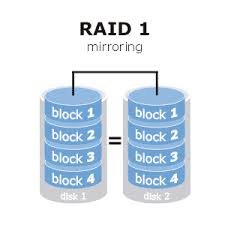 RAID 1
mirroring
block 1 block 1
block 2 block 2
=
block 3 block 3
block 4 block 4
disk 1 disk 2